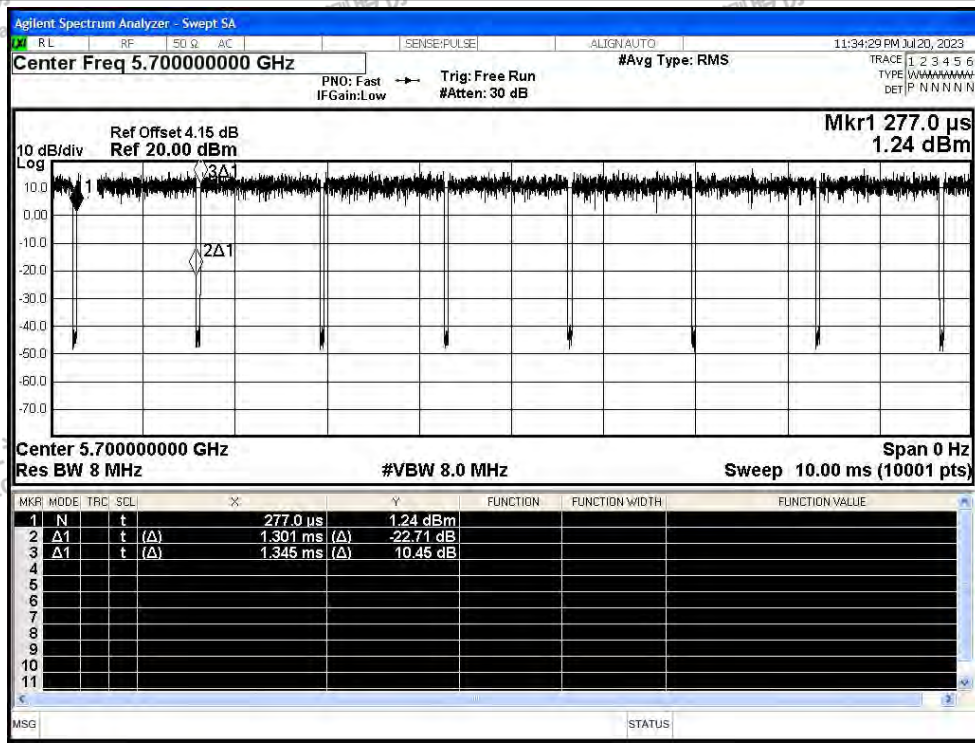 Agilent Spectrum Analyzer - Swept SA
LXI RL RF 50 Ω AC SENSE:PULSE ALIGNAUTO 11:34:29 PM Jul 20, 2023
Center Freq 5.700000000 GHz #Avg Type: RMS TRACE 1 2 3 4 5 6
PNO: Fast Trig: Free Run TYPE WWWWWW
IFGain:Low #Atten: 30 dB DET P N N N N N
Mkr1 277.0 µs
Ref Offset 4.15 dB
10 dB/div Ref 20.00 dBm 1.24 dBm
Log
3Δ1
10.0
1
0.00
-10.0
2Δ1
-20.0
-30.0
-40.0
-50.0
-60.0
-70.0
Center 5.700000000 GHz Span 0 Hz
Res BW 8 MHz #VBW 8.0 MHz Sweep 10.00 ms (10001 pts)
MKR MODE TRC SCL X Y FUNCTION FUNCTION WIDTH FUNCTION VALUE
1 N t 277.0 µs 1.24 dBm
2 Δ1 t (Δ) 1.301 ms (Δ) -22.71 dB
3 Δ1 t (Δ) 1.345 ms (Δ) 10.45 dB
4
5
6
7
8
9
10
11
MSG STATUS